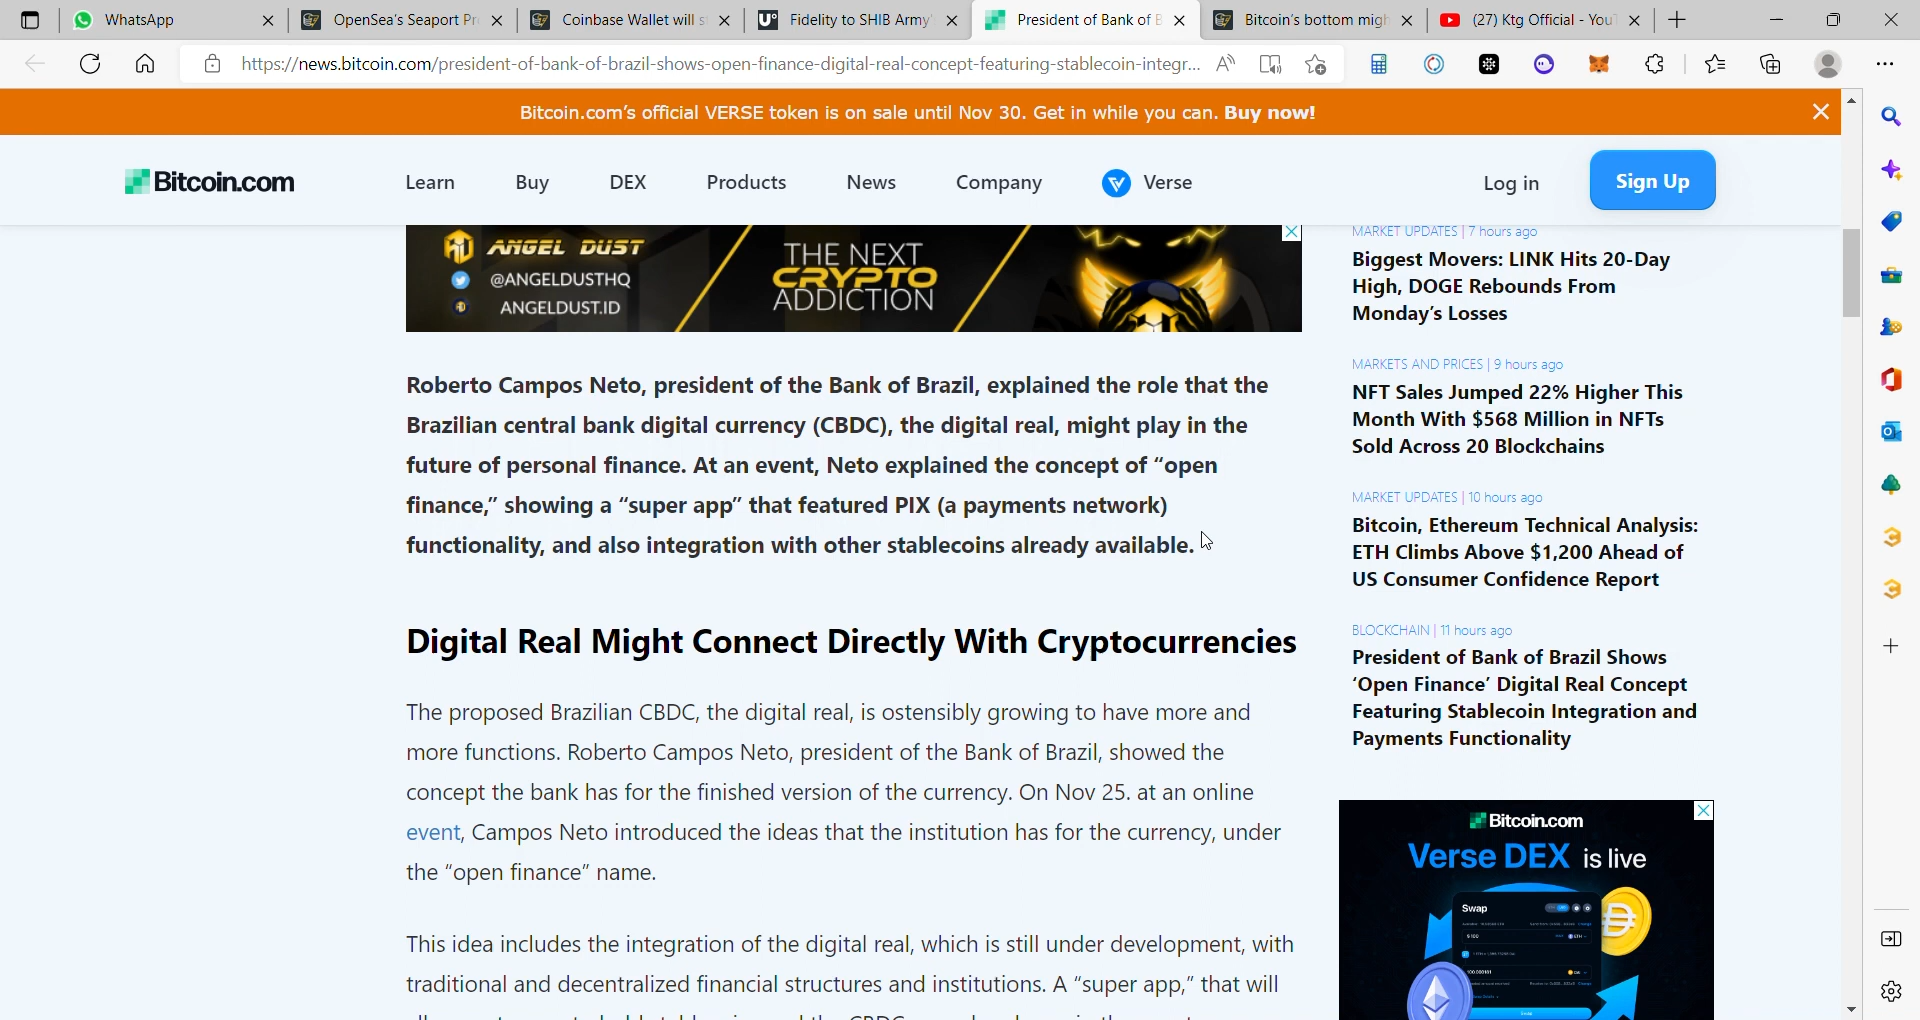 WhatsApp
OpenSea's Seaport Pr
Coinbase Wallet will s
Fidelity to SHIB Army'
President of Bank of B
Bitcoin's bottom migh
(27) Ktg Official - YouT
https://news.bitcoin.com/president-of-bank-of-brazil-shows-open-finance-digital-real-concept-featuring-stablecoin-integr...
Bitcoin.com's official VERSE token is on sale until Nov 30. Get in while you can. Buy now!
Bitcoin.com
Learn
Buy
DEX
Products
News
Company
Verse
Log in
Sign Up
ANGEL DUST
@ANGELDUSTHQ
ANGELDUST.ID
THE NEXT
CRYPTO
ADDICTION
Roberto Campos Neto, president of the Bank of Brazil, explained the role that the
Brazilian central bank digital currency (CBDC), the digital real, might play in the
future of personal finance. At an event, Neto explained the concept of “open
finance,” showing a “super app” that featured PIX (a payments network)
functionality, and also integration with other stablecoins already available.
Digital Real Might Connect Directly With Cryptocurrencies
The proposed Brazilian CBDC, the digital real, is ostensibly growing to have more and
more functions. Roberto Campos Neto, president of the Bank of Brazil, showed the
concept the bank has for the finished version of the currency. On Nov 25. at an online
event, Campos Neto introduced the ideas that the institution has for the currency, under
the “open finance” name.
This idea includes the integration of the digital real, which is still under development, with
traditional and decentralized financial structures and institutions. A “super app,” that will
MARKET UPDATES | 7 hours ago
Biggest Movers: LINK Hits 20-Day
High, DOGE Rebounds From
Monday's Losses
MARKETS AND PRICES | 9 hours ago
NFT Sales Jumped 22% Higher This
Month With $568 Million in NFTs
Sold Across 20 Blockchains
MARKET UPDATES | 10 hours ago
Bitcoin, Ethereum Technical Analysis:
ETH Climbs Above $1,200 Ahead of
US Consumer Confidence Report
BLOCKCHAIN | 11 hours ago
President of Bank of Brazil Shows
‘Open Finance’ Digital Real Concept
Featuring Stablecoin Integration and
Payments Functionality
Bitcoin.com
Verse DEX is live
Swap